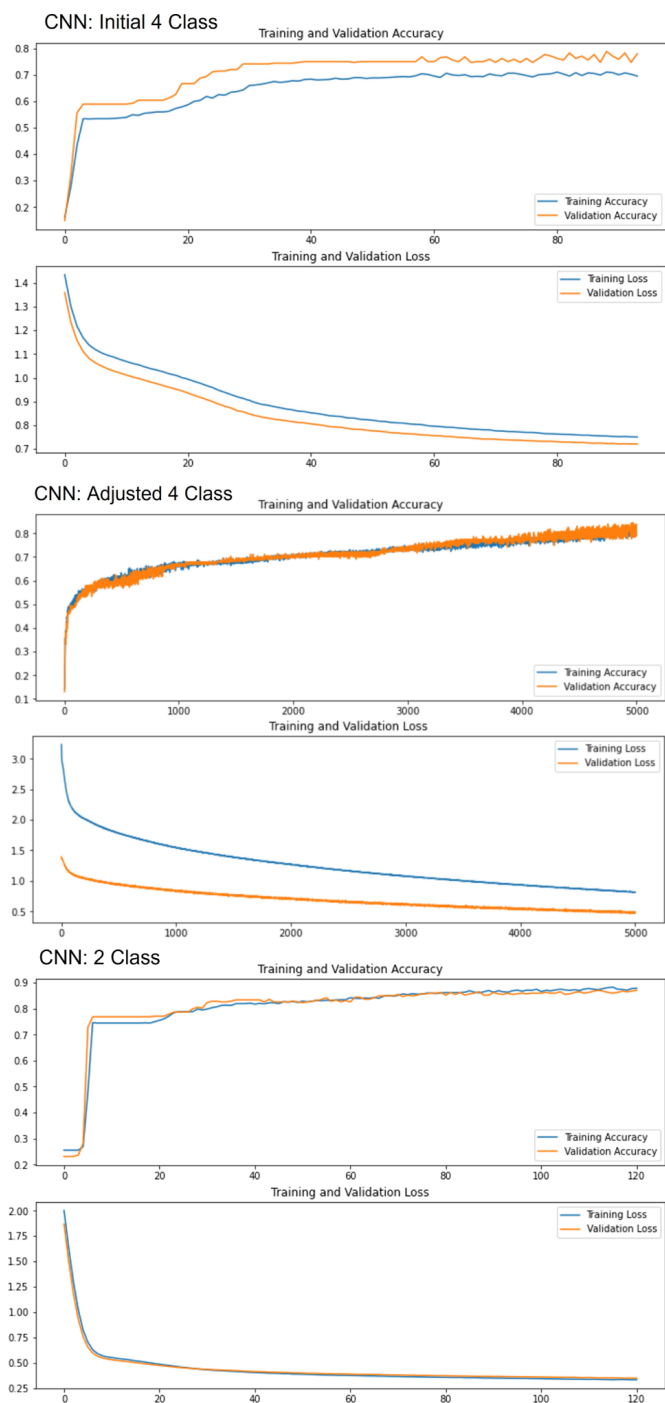 CNN: Initial 4 Class
Training and Validation Accuracy
0.8
0.7
0.6
0.5
0.4
0.3
0.2
Training Accuracy
Validation Accuracy
0 20 40 60 80
Training and Validation Loss
1.4
1.3
1.2
1.1
1.0
0.9
0.8
0.7
Training Loss
Validation Loss
0 20 40 60 80
CNN: Adjusted 4 Class
Training and Validation Accuracy
0.8
0.7
0.6
0.5
0.4
0.3
0.2
0.1
Training Accuracy
Validation Accuracy
0 1000 2000 3000 4000 5000
Training and Validation Loss
3.0
2.5
2.0
1.5
1.0
0.5
Training Loss
Validation Loss
0 1000 2000 3000 4000 5000
CNN: 2 Class
Training and Validation Accuracy
0.9
0.8
0.7
0.6
0.5
0.4
0.3
0.2
Training Accuracy
Validation Accuracy
0 20 40 60 80 100 120
Training and Validation Loss
2.00
1.75
1.50
1.25
1.00
0.75
0.50
0.25
Training Loss
Validation Loss
0 20 40 60 80 100 120